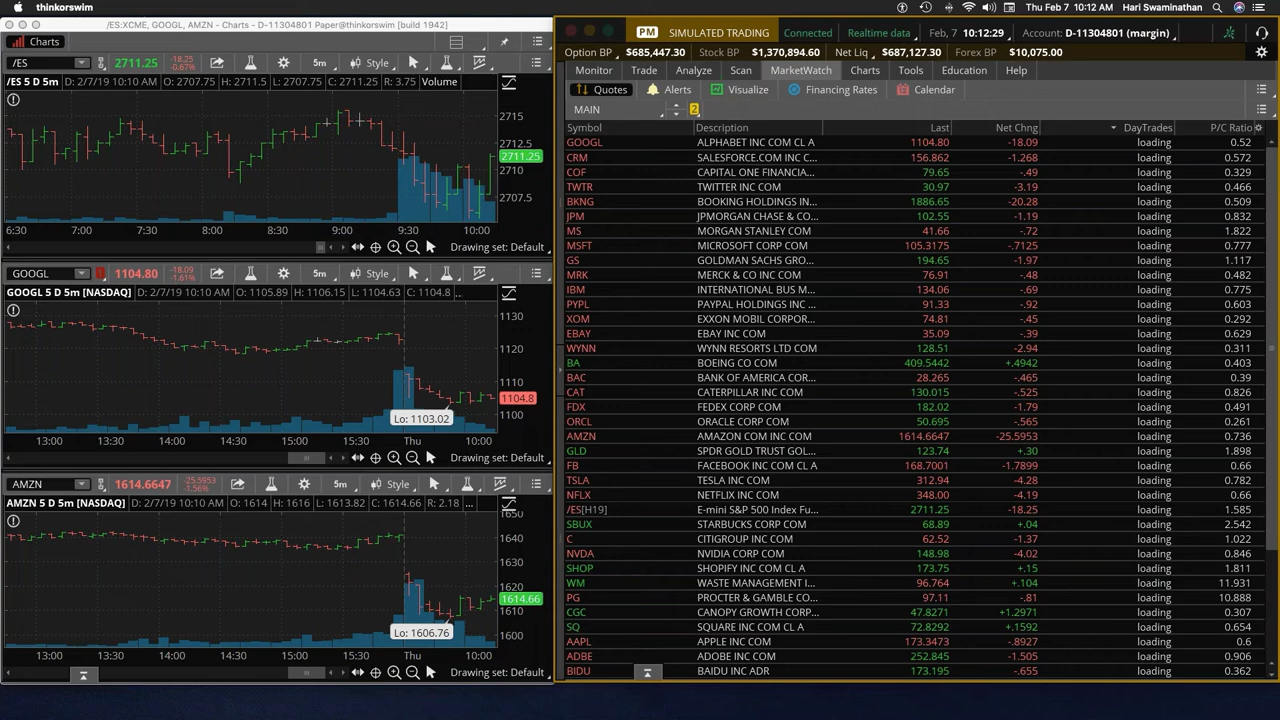 thinkorswim
Thu Feb 7 10:12 AM Hari Swaminathan
/ES:XCME, GOOGL, AMZN - Charts - D-11304801 Paper@thinkorswim [build 1942]
Charts
/ES 2711.25 -18.25 -0.67% 5m Style
/ES 5 D 5m D: 2/7/19 10:10 AM O: 2707.75 H: 2711.5 L: 2707.75 C: 2711.25 R: 3.75 Volume
2715
2712.5
2711.25
2710
2707.5
6:30 7:00 7:30 8:00 8:30 9:00 9:30 10:00
Drawing set: Default
GOOGL 1104.80 -18.09 -1.61% 5m Style
GOOGL 5 D 5m [NASDAQ] D: 2/7/19 10:10 AM O: 1105.89 H: 1106.15 L: 1104.63 C: 1104.8 ...
1130
1120
1110
1104.8
1100
Lo: 1103.02
13:00 14:00 14:30 15:00 15:30 Thu 10:00
Drawing set: Default
AMZN 1614.6647 -25.5953 -1.56% 5m Style
AMZN 5 D 5m [NASDAQ] D: 2/7/19 10:10 AM O: 1614 H: 1616 L: 1613.82 C: 1614.66 R: 2.18 ...
1650
1640
1630
1620
1614.66
1610
1600
Lo: 1606.76
13:00 14:00 14:30 15:00 15:30 Thu 10:00
Drawing set: Default
PM SIMULATED TRADING Connected Realtime data Feb, 7 10:12:29 Account: D-11304801 (margin)
Option BP $685,447.30 Stock BP $1,370,894.60 Net Liq $687,127.30 Forex BP $10,075.00
Monitor Trade Analyze Scan MarketWatch Charts Tools Education Help
Quotes Alerts Visualize Financing Rates Calendar
MAIN 2
Symbol Description Last Net Chng DayTrades P/C Ratio
GOOGL ALPHABET INC COM CL A 1104.80 -18.09 loading 0.52
CRM SALESFORCE.COM INC C... 156.862 -1.268 loading 0.572
COF CAPITAL ONE FINANCIA... 79.65 -.49 loading 0.329
TWTR TWITTER INC COM 30.97 -3.19 loading 0.466
BKNG BOOKING HOLDINGS INC... 1886.65 -20.28 loading 0.509
JPM JPMORGAN CHASE & CO... 102.55 -1.19 loading 0.832
MS MORGAN STANLEY COM 41.66 -.72 loading 1.822
MSFT MICROSOFT CORP COM 105.3175 -.7125 loading 0.777
GS GOLDMAN SACHS GRO... 194.65 -1.97 loading 1.117
MRK MERCK & CO INC COM 76.91 -.48 loading 0.482
IBM INTERNATIONAL BUS M... 134.06 -.69 loading 0.731
PYPL PAYPAL HOLDINGS INC ... 91.33 -.92 loading 0.603
XOM EXXON MOBIL CORPOR... 74.81 -.45 loading 0.292
EBAY EBAY INC COM 35.09 -.39 loading 0.629
WYNN WYNN RESORTS LTD COM 128.51 -2.94 loading 0.311
BA BOEING CO COM 409.5442 +.4942 loading 0.763
BAC BANK OF AMERICA COR... 28.265 -.465 loading 0.39
CAT CATERPILLAR INC COM 130.015 -.525 loading 0.826
FDX FEDEX CORP COM 182.02 -1.79 loading 0.491
ORCL ORACLE CORP COM 50.695 -.565 loading 0.261
AMZN AMAZON COM INC COM 1614.6647 -25.5953 loading 0.736
GLD SPDR GOLD TRUST GOL... 123.74 +.30 loading 1.898
FB FACEBOOK INC COM CL A 168.7001 -1.7899 loading 0.66
TSLA TESLA INC COM 312.94 -4.28 loading 0.782
NFLX NETFLIX INC COM 348.00 -4.19 loading 0.66
/ES[H19] E-mini S&P 500 Index Fu... 2711.25 -18.25 loading 1.585
SBUX STARBUCKS CORP COM 68.89 +.04 loading 2.542
C CITIGROUP INC COM 62.52 -1.37 loading 1.022
NVDA NVIDIA CORP COM 148.98 -4.02 loading 0.846
SHOP SHOPIFY INC COM CL A 173.75 +.15 loading 1.811
WM WASTE MANAGEMENT I... 96.764 +.104 loading 11.931
PG PROCTER & GAMBLE CO... 97.11 -.81 loading 10.888
CGC CANOPY GROWTH CORP... 47.8271 +1.2971 loading 0.307
SQ SQUARE INC COM CL A 72.8292 +.1592 loading 0.654
AAPL APPLE INC COM 173.3473 -.8927 loading 0.6
ADBE ADOBE INC COM 252.845 -1.505 loading 0.906
BIDU BAIDU INC ADR 173.195 -.655 loading 0.362